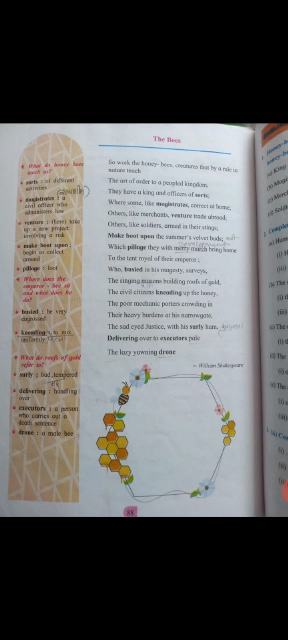 The Bees
So work the honey- bees, creatures that by a rule in
nature teach
The art of order to a peopled kingdom.
They have a king and officers of sorts;
Where some, like magistrates, correct at home,
Others, like merchants, venture trade abroad;
Others, like soldiers, armed in their stings,
Make boot upon the summer's velvet buds;
Which pillage they with merry march bring home
To the tent royal of their emperor;
Who, busied in his majesty, surveys,
The singing masons building roofs of gold,
The civil citizens kneading up the honey,
The poor mechanic porters crowding in
Their heavy burdens at his narrow gate,
The sad eyed Justice, with his surly hum,
Delivering over to executors pale
The lazy yawning drone
– William Shakespeare
What do honey bees
teach us?
sorts : of different
activities
magistrates : a
civil officer who
administers law
venture : (here) take
up a new project
involving a risk
make boot upon :
begin to collect
around
pillage : loot
Where does the
emperor - bee sit
and what does he
do?
busied : be very
engrossed
kneading : to mix
instantly
What do roofs of gold
refer to?
surly : bad tempered
delivering : handing
over
executors : a person
who carries out a
death sentence
drone : a male bee
88